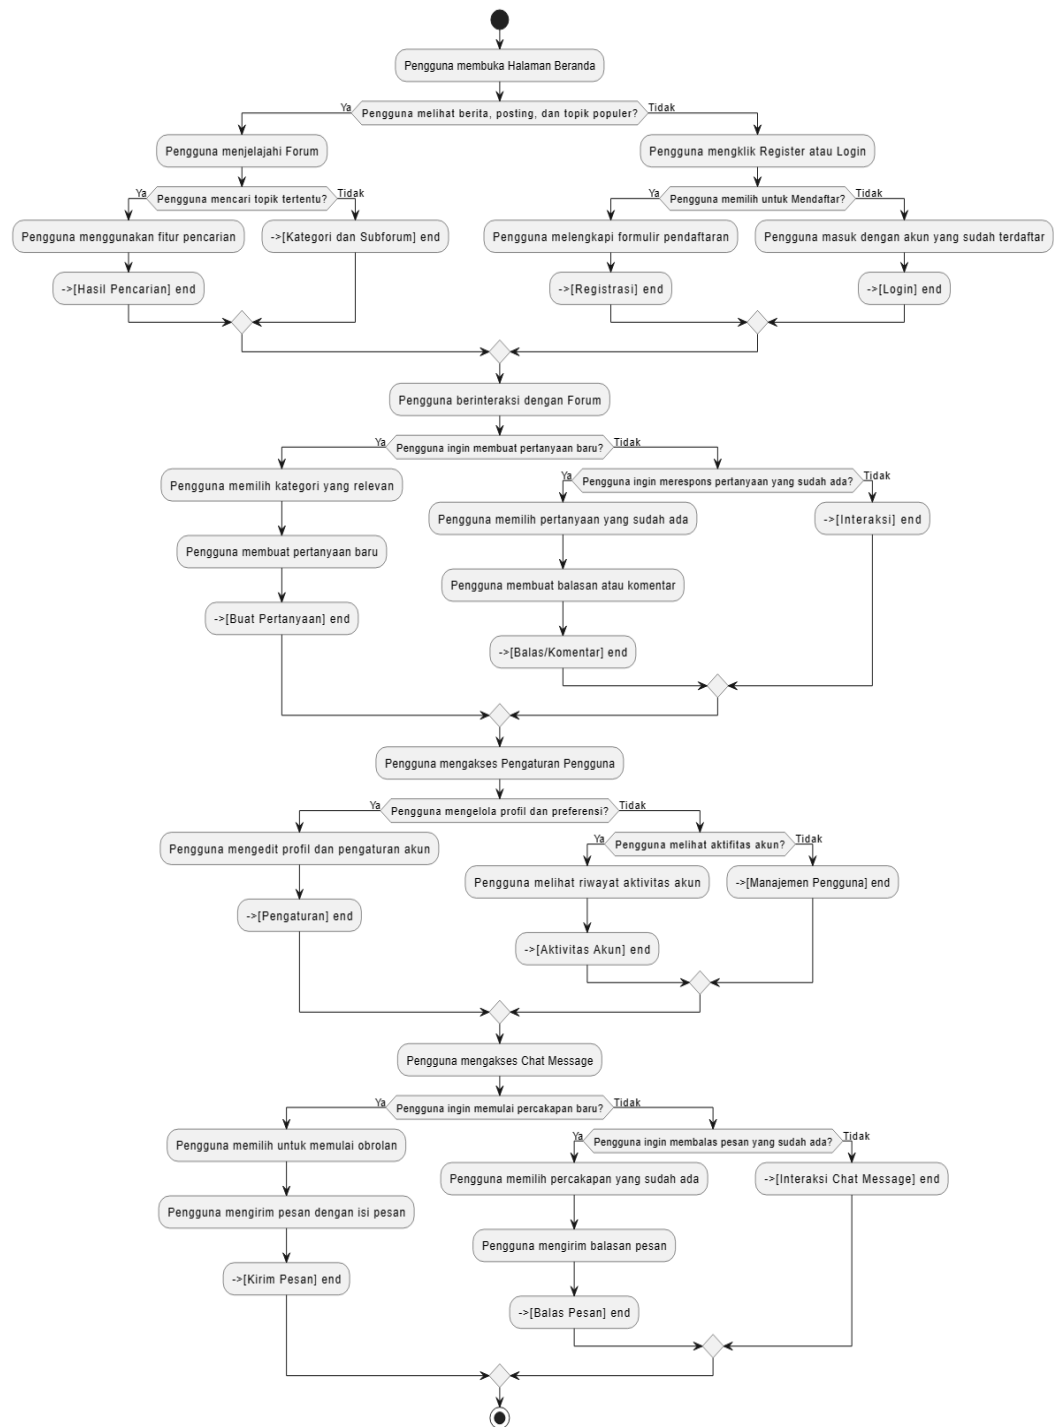 Pengguna membuka Halaman Beranda
Ya
Pengguna melihat berita, posting, dan topik populer?
Tidak
Pengguna menjelajahi Forum
Pengguna mengklik Register atau Login
Ya
Pengguna mencari topik tertentu?
Tidak
Ya
Pengguna memilih untuk Mendaftar?
Tidak
Pengguna menggunakan fitur pencarian
->[Kategori dan Subforum] end
Pengguna melengkapi formulir pendaftaran
Pengguna masuk dengan akun yang sudah terdaftar
->[Hasil Pencarian] end
->[Registrasi] end
->[Login] end
Pengguna berinteraksi dengan Forum
Ya
Pengguna ingin membuat pertanyaan baru?
Tidak
Pengguna memilih kategori yang relevan
Ya
Pengguna ingin merespons pertanyaan yang sudah ada?
Tidak
Pengguna memilih pertanyaan yang sudah ada
->[Interaksi] end
Pengguna membuat pertanyaan baru
Pengguna membuat balasan atau komentar
->[Buat Pertanyaan] end
->[Balas/Komentar] end
Pengguna mengakses Pengaturan Pengguna
Ya
Pengguna mengelola profil dan preferensi?
Tidak
Pengguna mengedit profil dan pengaturan akun
Ya
Pengguna melihat aktifitas akun?
Tidak
Pengguna melihat riwayat aktivitas akun
->[Manajemen Pengguna] end
->[Pengaturan] end
->[Aktivitas Akun] end
Pengguna mengakses Chat Message
Ya
Pengguna ingin memulai percakapan baru?
Tidak
Pengguna memilih untuk memulai obrolan
Ya
Pengguna ingin membalas pesan yang sudah ada?
Tidak
Pengguna memilih percakapan yang sudah ada
->[Interaksi Chat Message] end
Pengguna mengirim pesan dengan isi pesan
Pengguna mengirim balasan pesan
->[Kirim Pesan] end
->[Balas Pesan] end